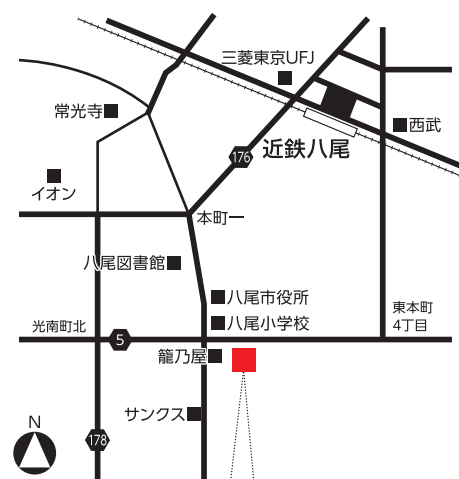 三菱東京UFJ
常光寺
西武
近鉄八尾
176
イオン
本町一
八尾図書館
八尾市役所
八尾小学校
東本町
4丁目
光南町北
5
籠乃屋
サンクス
N
178